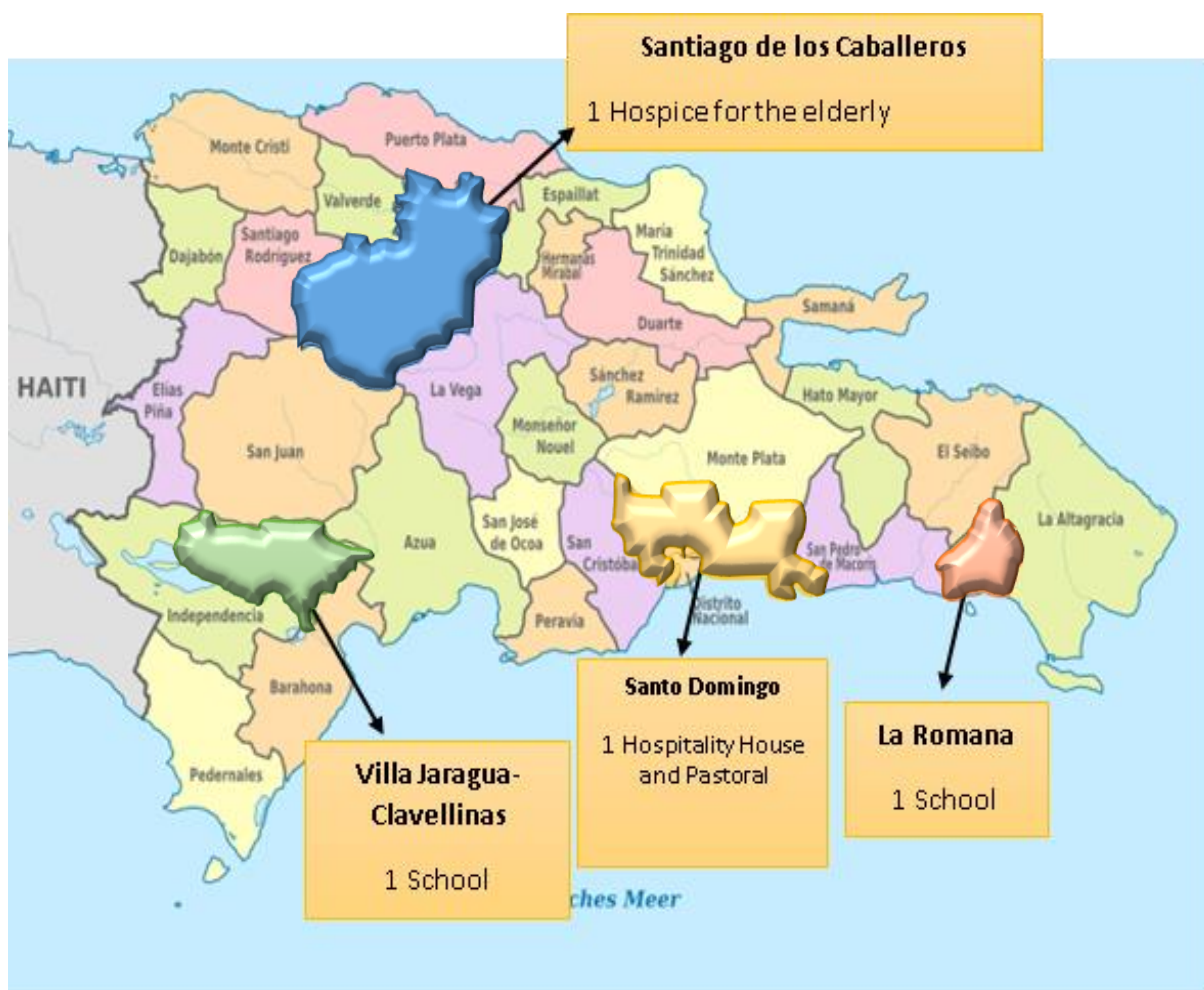 Santiago de los Caballeros
1 Hospice for the elderly
Puerto Plata
Monte Cristi
Valverde
Espaillat
Dajabón
Santiago
Rodríguez
Hermanas
Mirabal
María
Trinidad
Sánchez
Samaná
Duarte
HAITI
Elías
Piña
La Vega
Sánchez
Ramírez
Hato Mayor
Monseñor
Nouel
San Juan
Monte Plata
El Seibo
La Altagracia
Azua
San José
de Ocoa
San
Cristóbal
San Pedro
de Macorís
Independencia
Peravia
Distrito
Nacional
Barahona
Pedernales
Santo Domingo
1 Hospitality House
and Pastoral
La Romana
1 School
Villa Jaragua-
Clavellinas
1 School
ches Meer